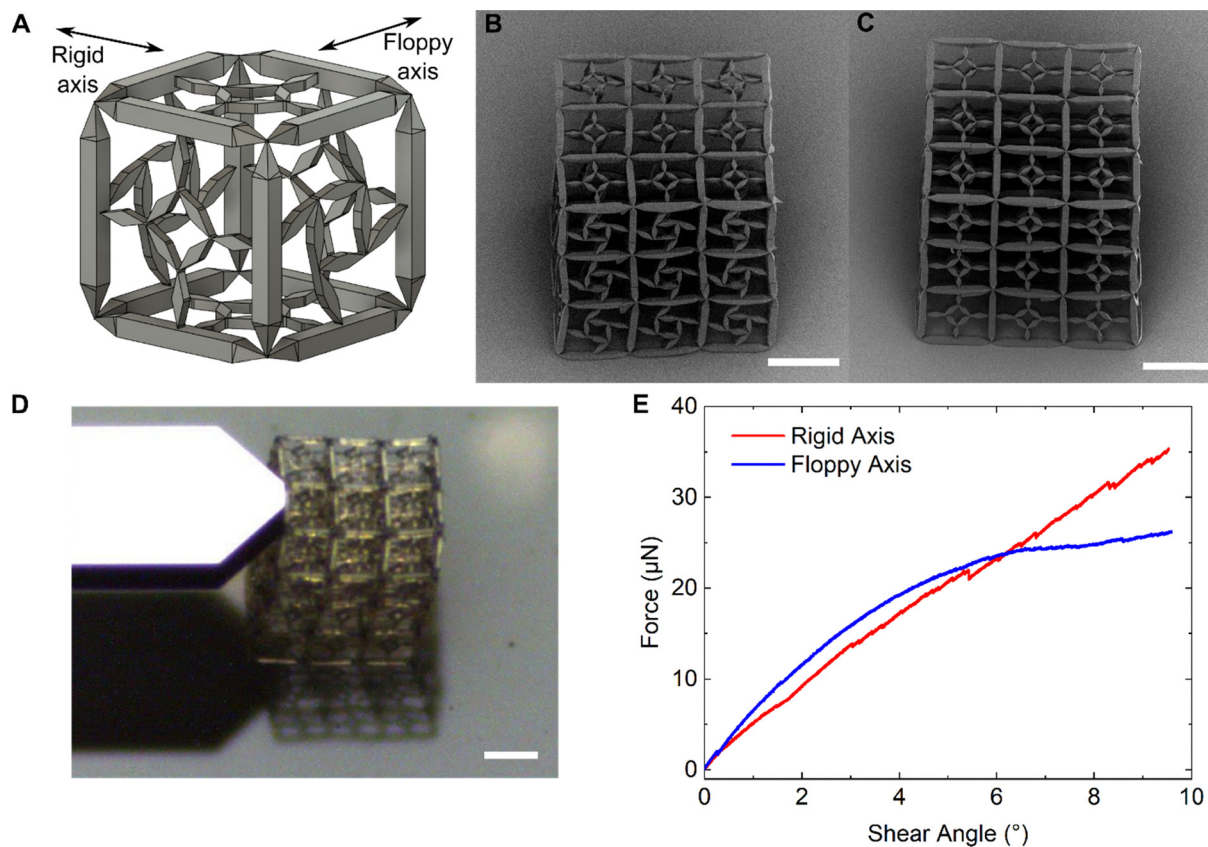 A
Rigid
axis
Floppy
axis
B
C
D
E
Rigid Axis
Floppy Axis
Force (μN)
40
30
20
10
0
0 2 4 6 8 10
Shear Angle (°)